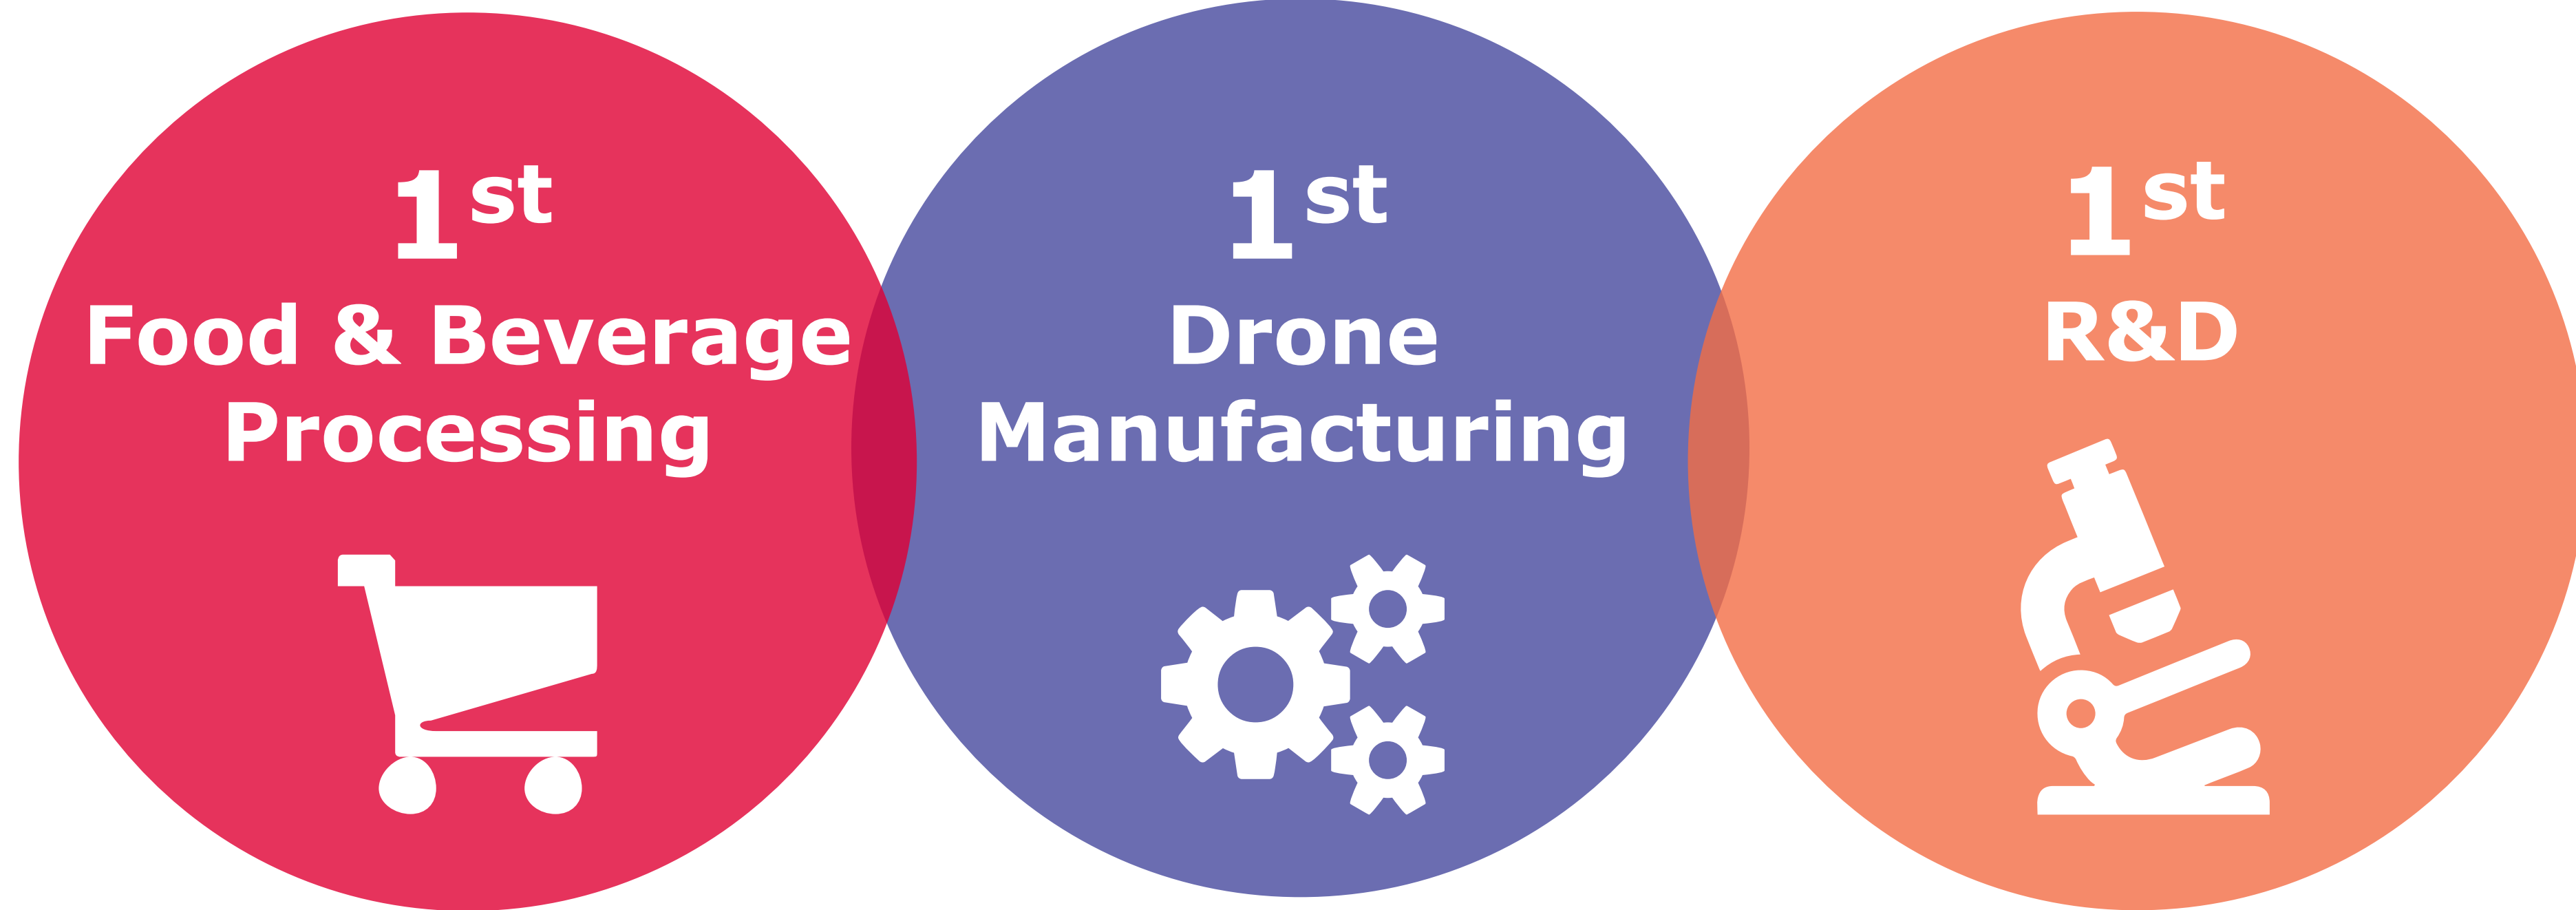 1st
Food & Beverage
Processing
1st
Drone
Manufacturing
1st
R&D